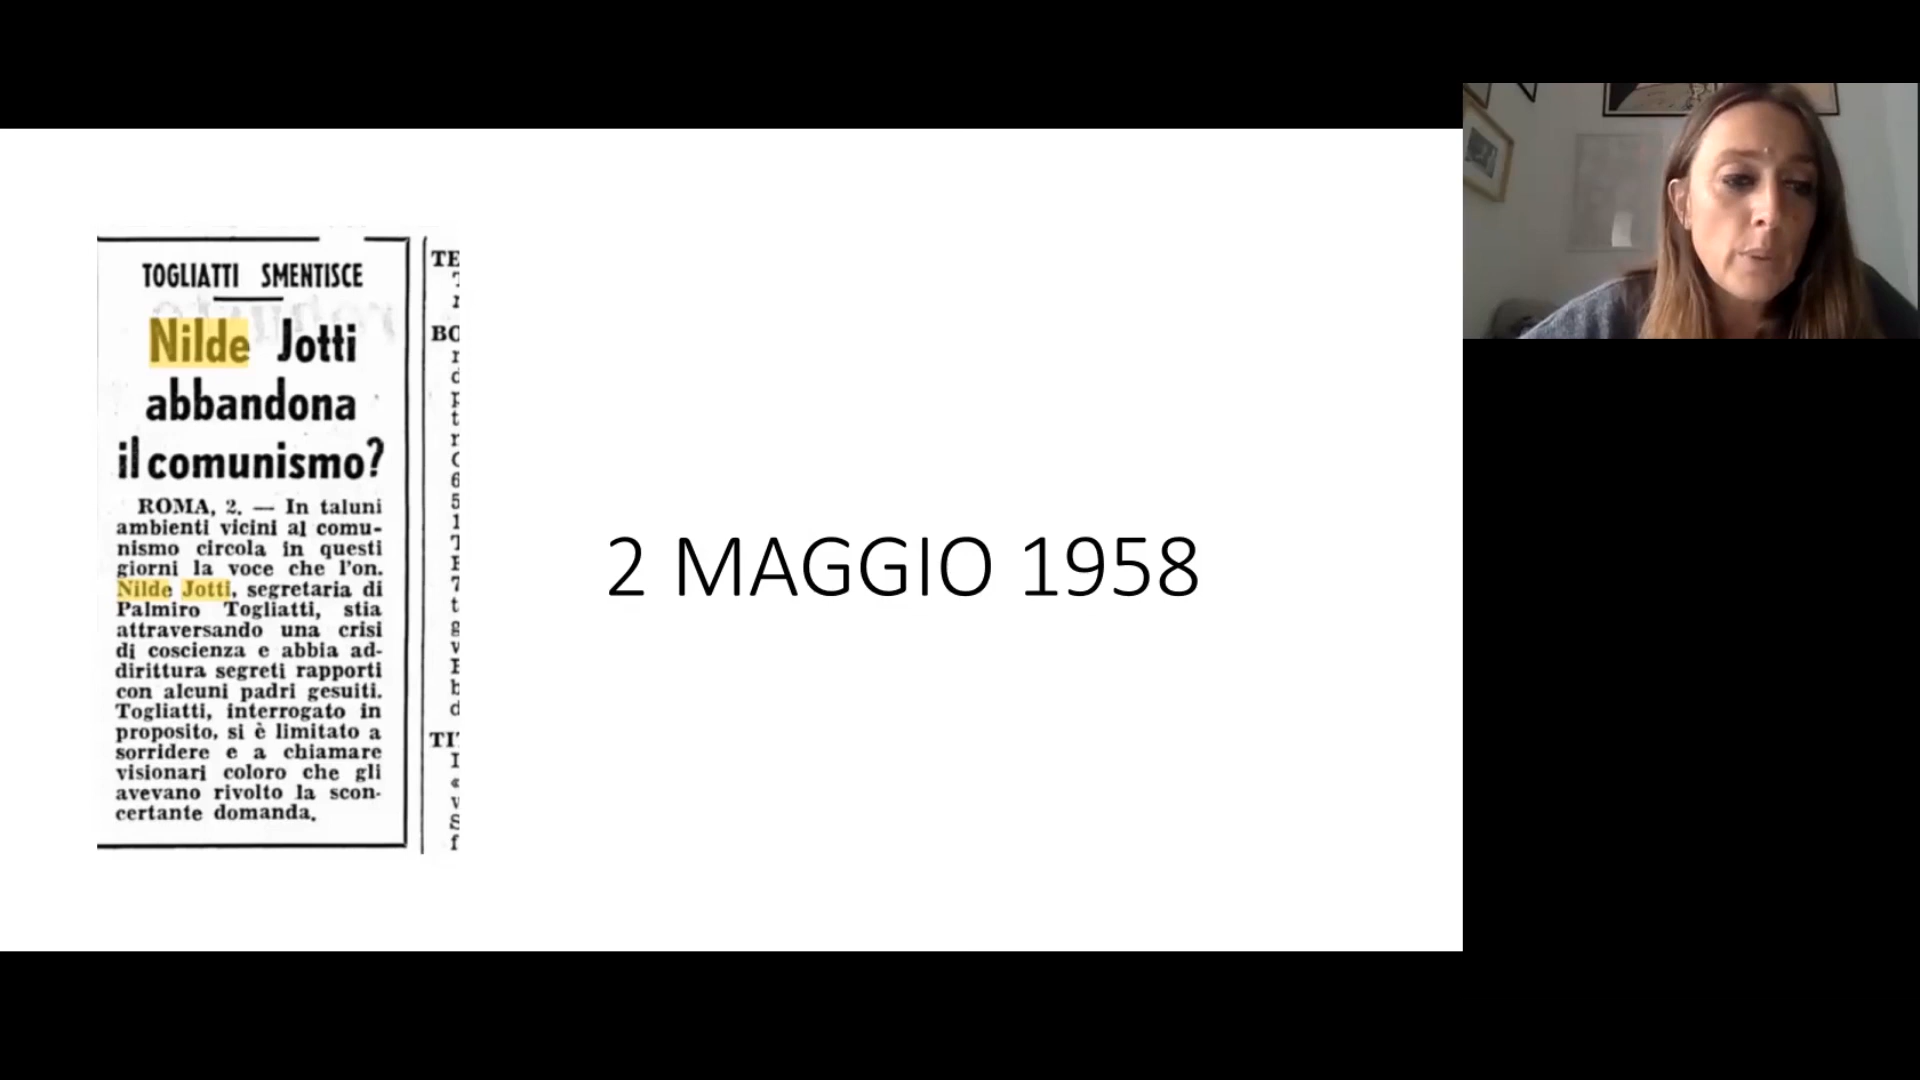 TOGLIATTI SMENTISCE
Nilde Jotti
abbandona
il comunismo?
ROMA, 2. — In taluni
ambienti vicini al comu-
nismo circola in questi
giorni la voce che l'on.
Nilde Jotti, segretaria di
Palmiro Togliatti, stia
attraversando una crisi
di coscienza e abbia ad-
dirittura segreti rapporti
con alcuni padri gesuiti.
Togliatti, interrogato in
proposito, si è limitato a
sorridere e a chiamare
visionari coloro che gli
avevano rivolto la scon-
certante domanda.
TE
BO
TI
2 MAGGIO 1958